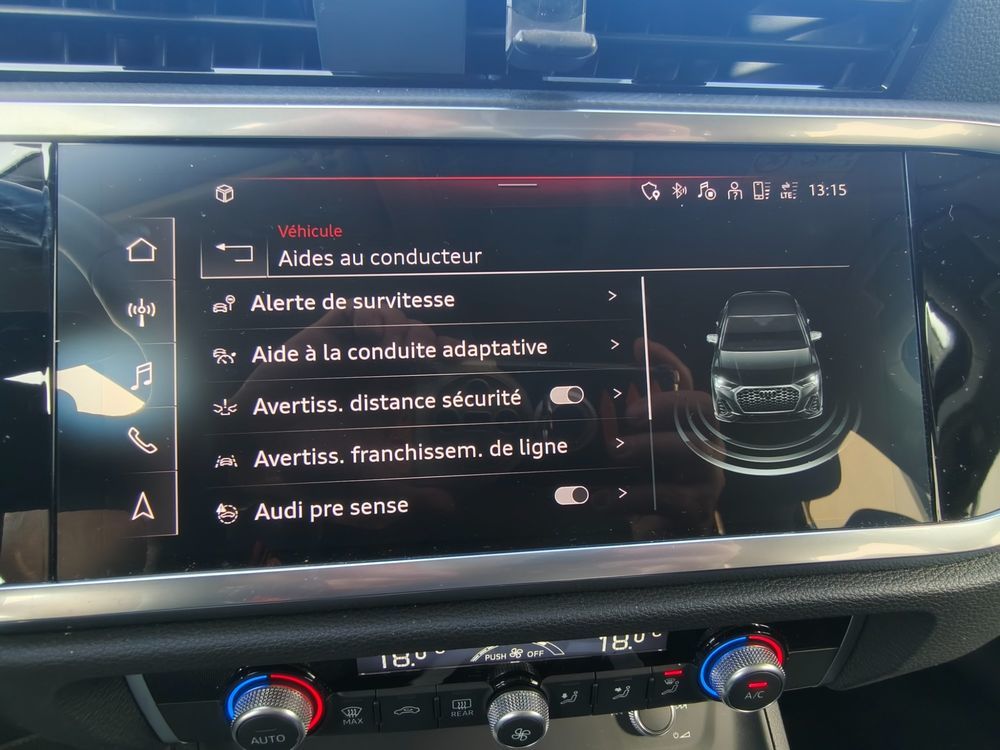 LTE 13:15
Véhicule
Aides au conducteur
Alerte de survitesse
Aide à la conduite adaptative
Avertiss. distance sécurité
Avertiss. franchissem. de ligne
Audi pre sense
18.0°C PUSH OFF 18.0°C
AUTO MAX REAR A/C